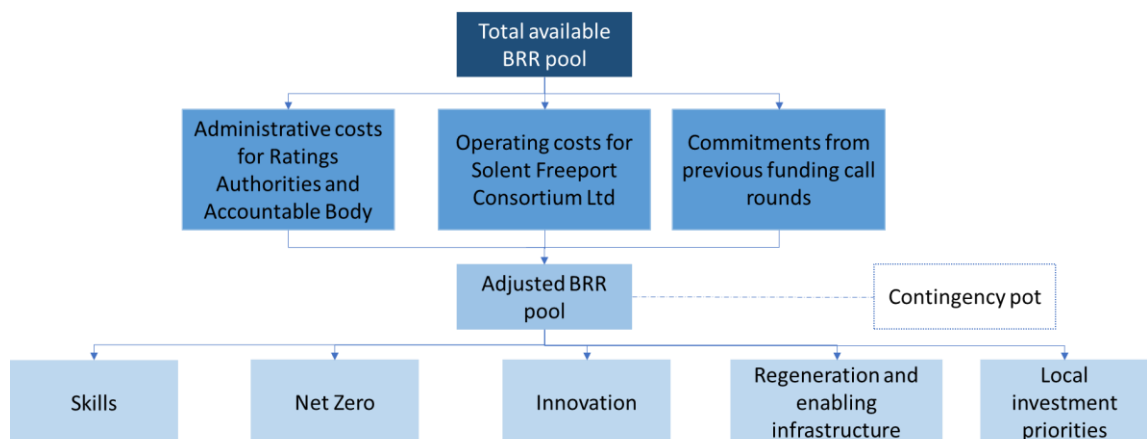 Total available
BRR pool
Administrative costs
for Ratings
Authorities and
Accountable Body
Operating costs for
Solent Freeport
Consortium Ltd
Commitments from
previous funding call
rounds
Adjusted BRR
pool
Contingency pot
Skills
Net Zero
Innovation
Regeneration and
enabling
infrastructure
Local
investment
priorities